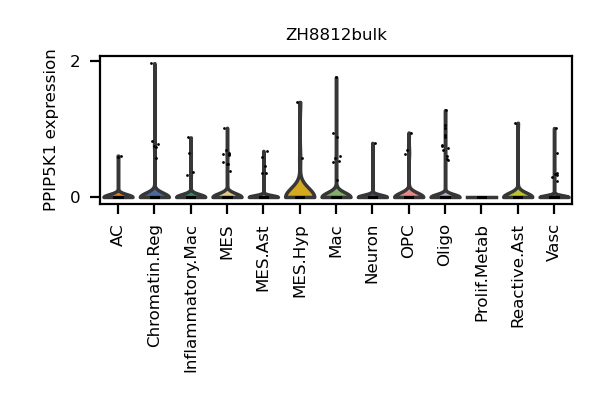 ZH8812bulk
PPIP5K1 expression
2
0
AC
Chromatin.Reg
Inflammatory.Mac
MES
MES.Ast
MES.Hyp
Mac
Neuron
OPC
Oligo
Prolif.Metab
Reactive.Ast
Vasc